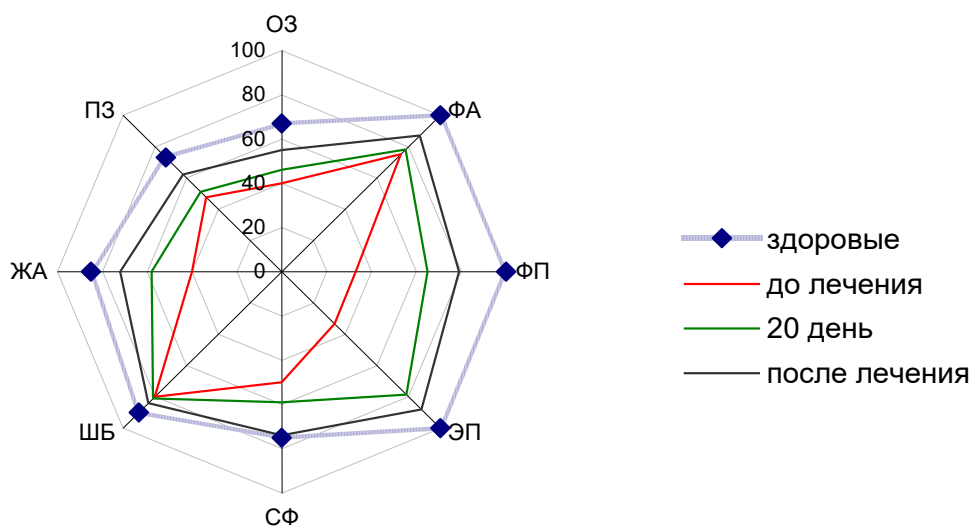 ОЗ
100
80
60
40
20
0
ФА
ФП
ЭП
СФ
ШБ
ЖА
ПЗ
здоровые
до лечения
20 день
после лечения